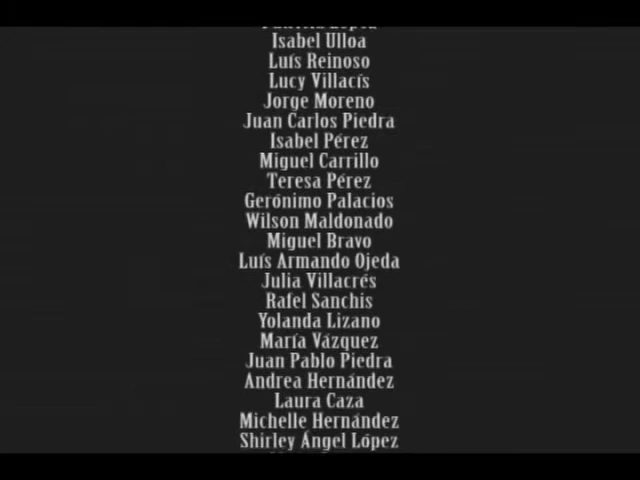 Isabel Ulloa
Luís Reinoso
Lucy Villacís
Jorge Moreno
Juan Carlos Piedra
Isabel Pérez
Miguel Carrillo
Teresa Pérez
Gerónimo Palacios
Wilson Maldonado
Miguel Bravo
Luís Armando Ojeda
Julia Villacrés
Rafel Sanchís
Yolanda Lizano
María Vázquez
Juan Pablo Piedra
Andrea Hernández
Laura Caza
Michelle Hernández
Shirley Ángel López